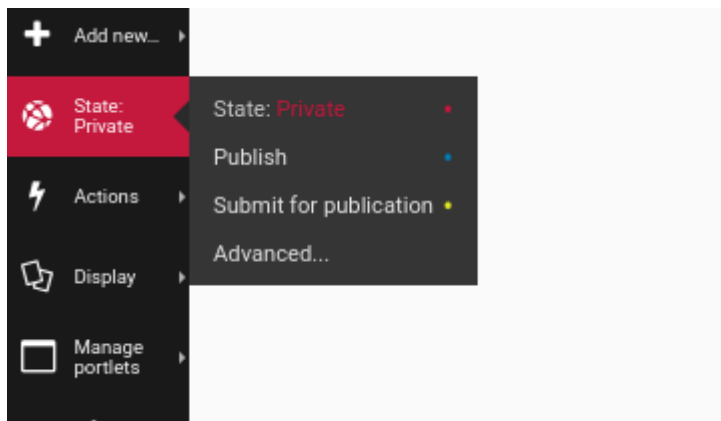 Add new...
State:
Private
Actions
Display
Manage
portlets
State: Private
Publish
Submit for publication
Advanced...